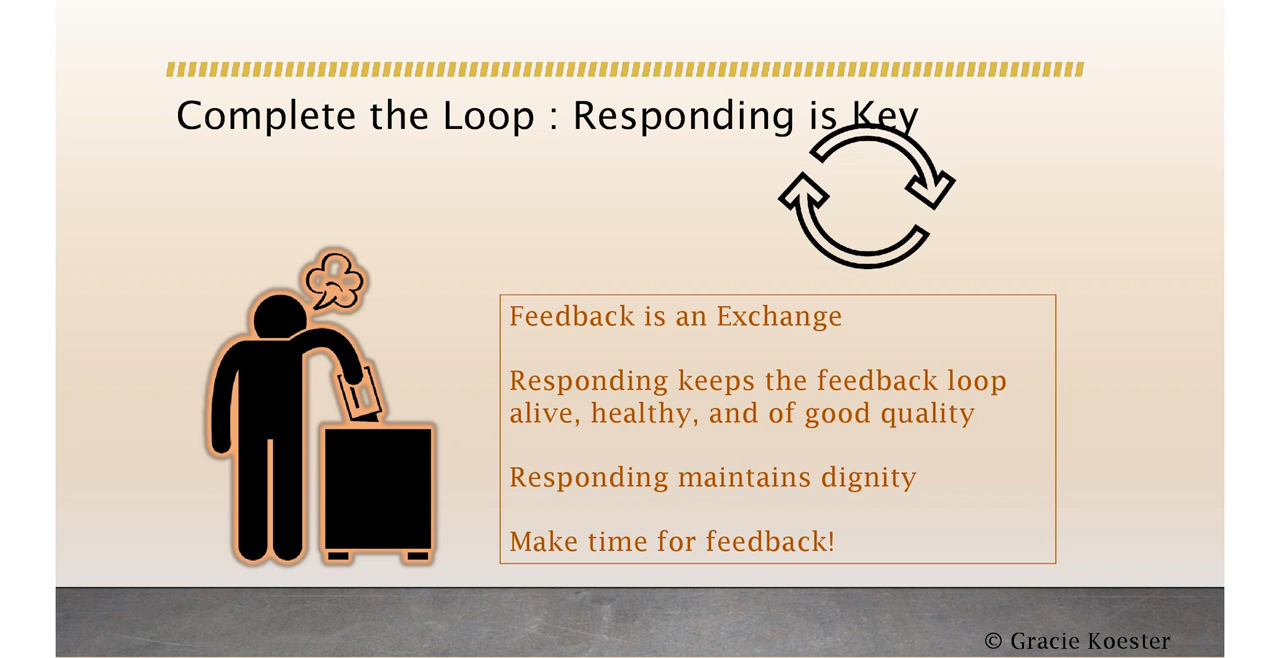 Complete the Loop : Responding is Key
Feedback is an Exchange
Responding keeps the feedback loop
alive, healthy, and of good quality
Responding maintains dignity
Make time for feedback!
© Gracie Koester